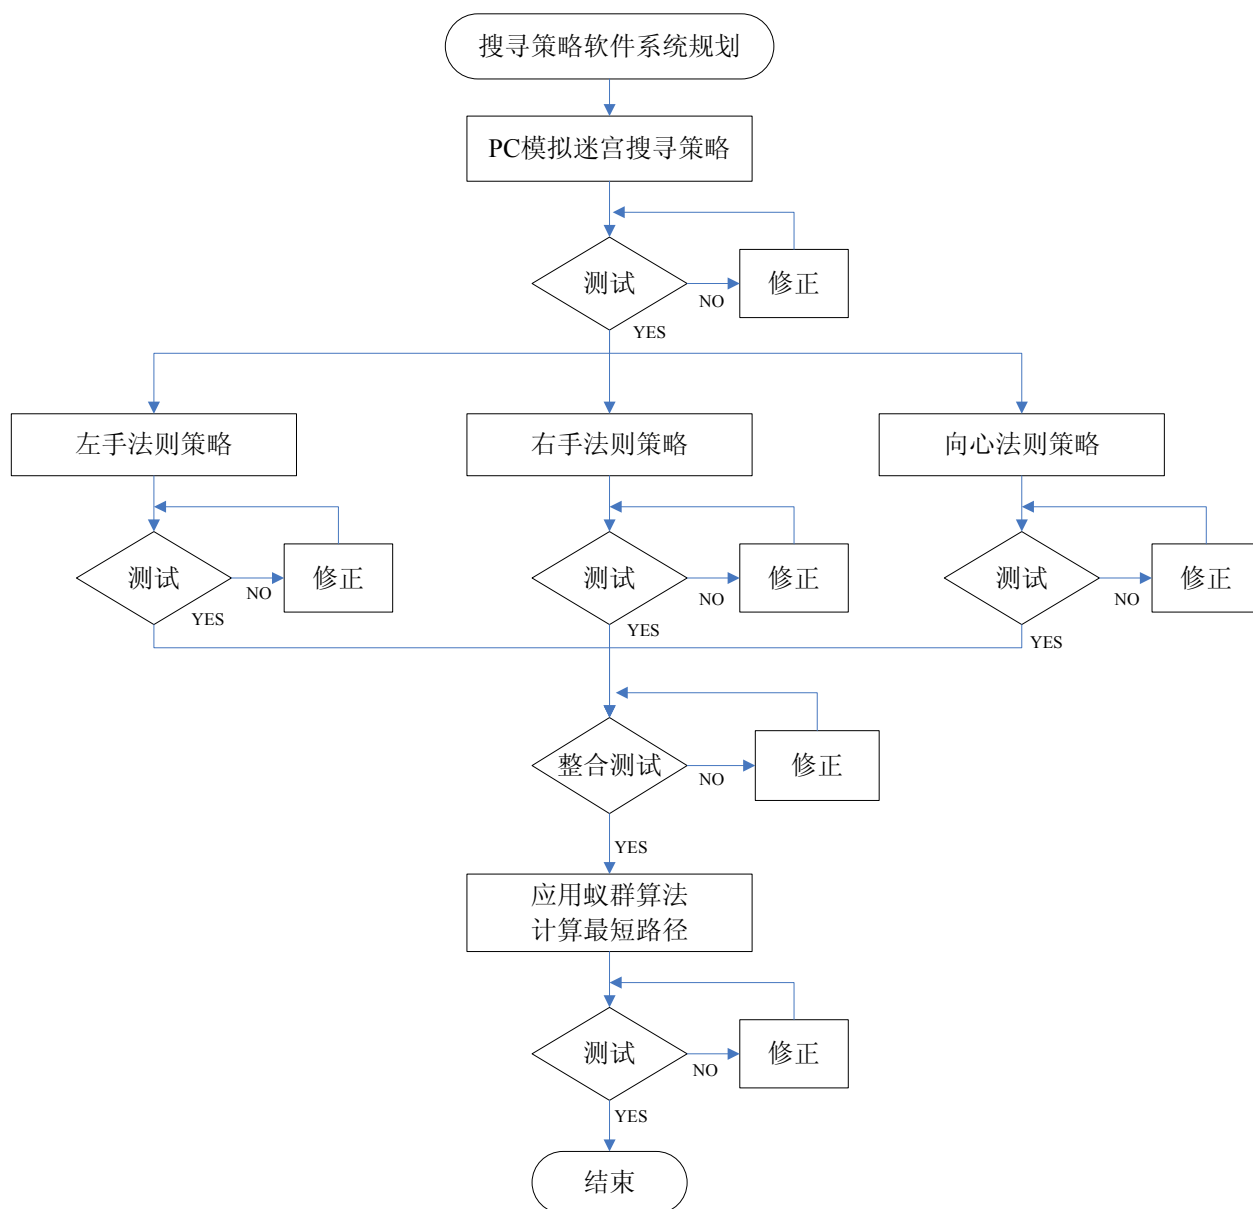 搜寻策略软件系统规划
PC模拟迷宫搜寻策略
测试
NO
修正
YES
左手法则策略
右手法则策略
向心法则策略
测试
NO
修正
YES
测试
NO
修正
YES
测试
NO
修正
YES
整合测试
NO
修正
YES
应用蚁群算法
计算最短路径
测试
NO
修正
YES
结束